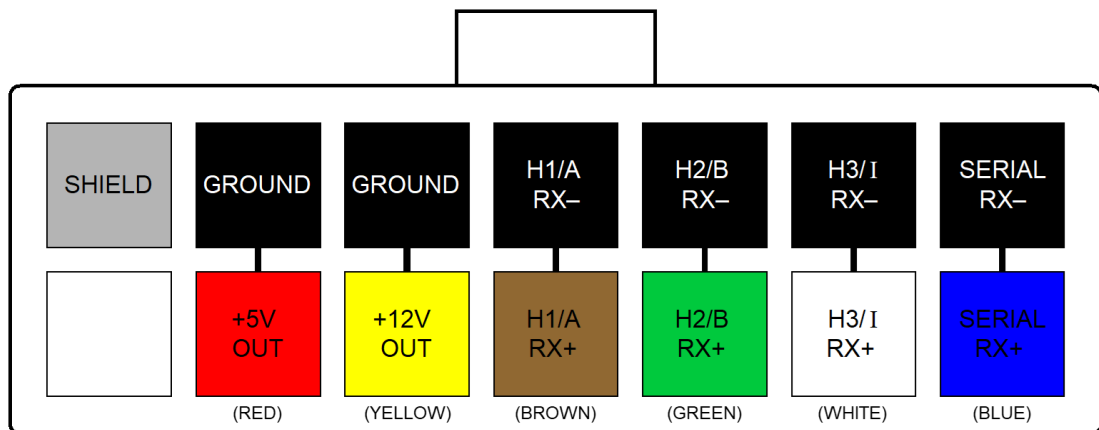 SHIELD
GROUND
GROUND
H1/A
RX–
H2/B
RX–
H3/I
RX–
SERIAL
RX–
+5V
OUT
+12V
OUT
H1/A
RX+
H2/B
RX+
H3/I
RX+
SERIAL
RX+
(RED)
(YELLOW)
(BROWN)
(GREEN)
(WHITE)
(BLUE)